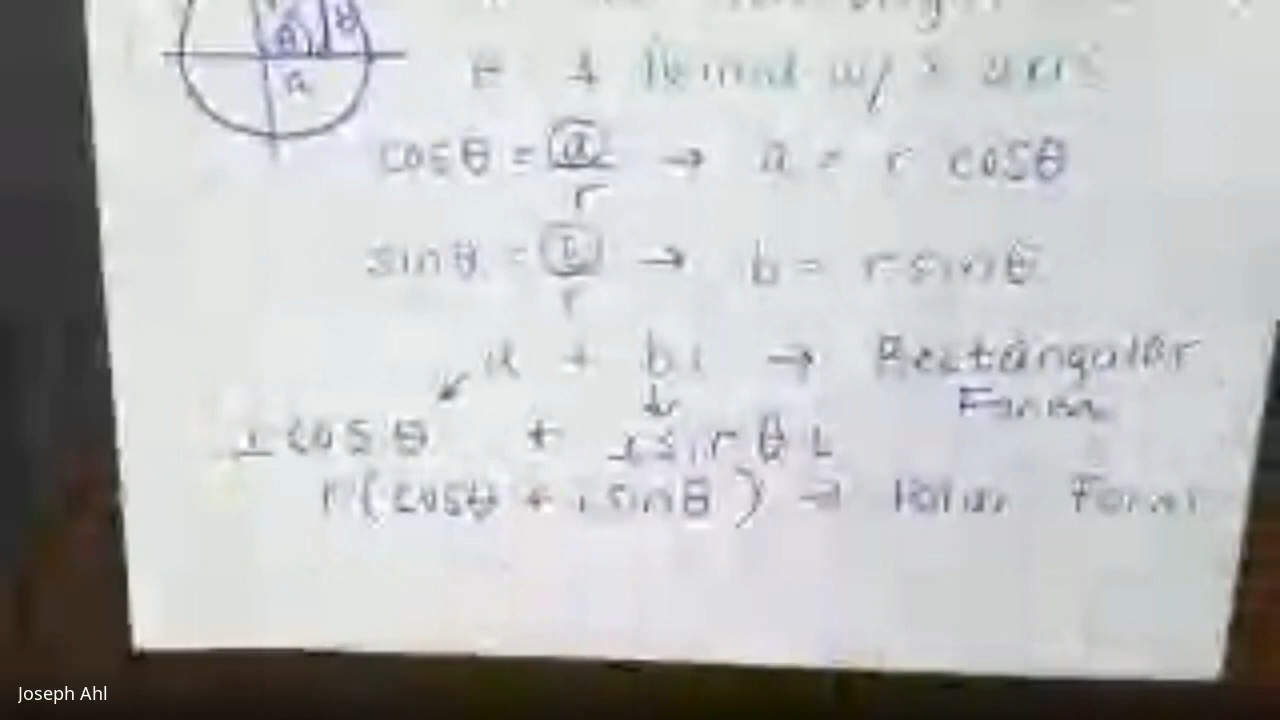 θ b
a
θ : ∡ formed w/ x axis
cosθ = a/r → a = r cosθ
sinθ = b/r → b = r sinθ
a + bi → Rectangular
Form
r cosθ + r sinθ i
r(cosθ + i sinθ) → Polar Form
Joseph Ahl